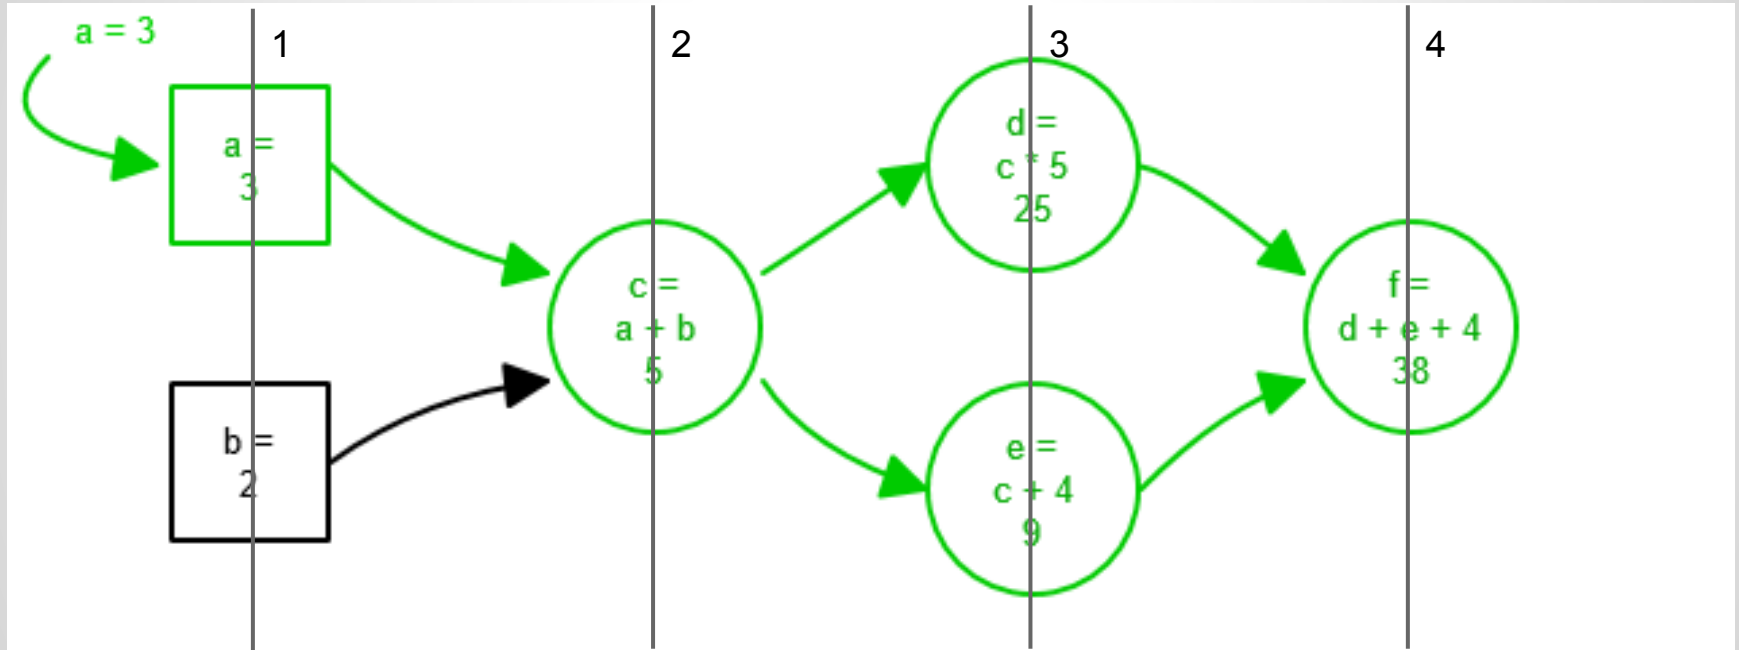 a = 3
1
2
3
4
a =
3
b =
2
c =
a + b
5
d =
c * 5
25
e =
c + 4
9
f =
d + e + 4
38